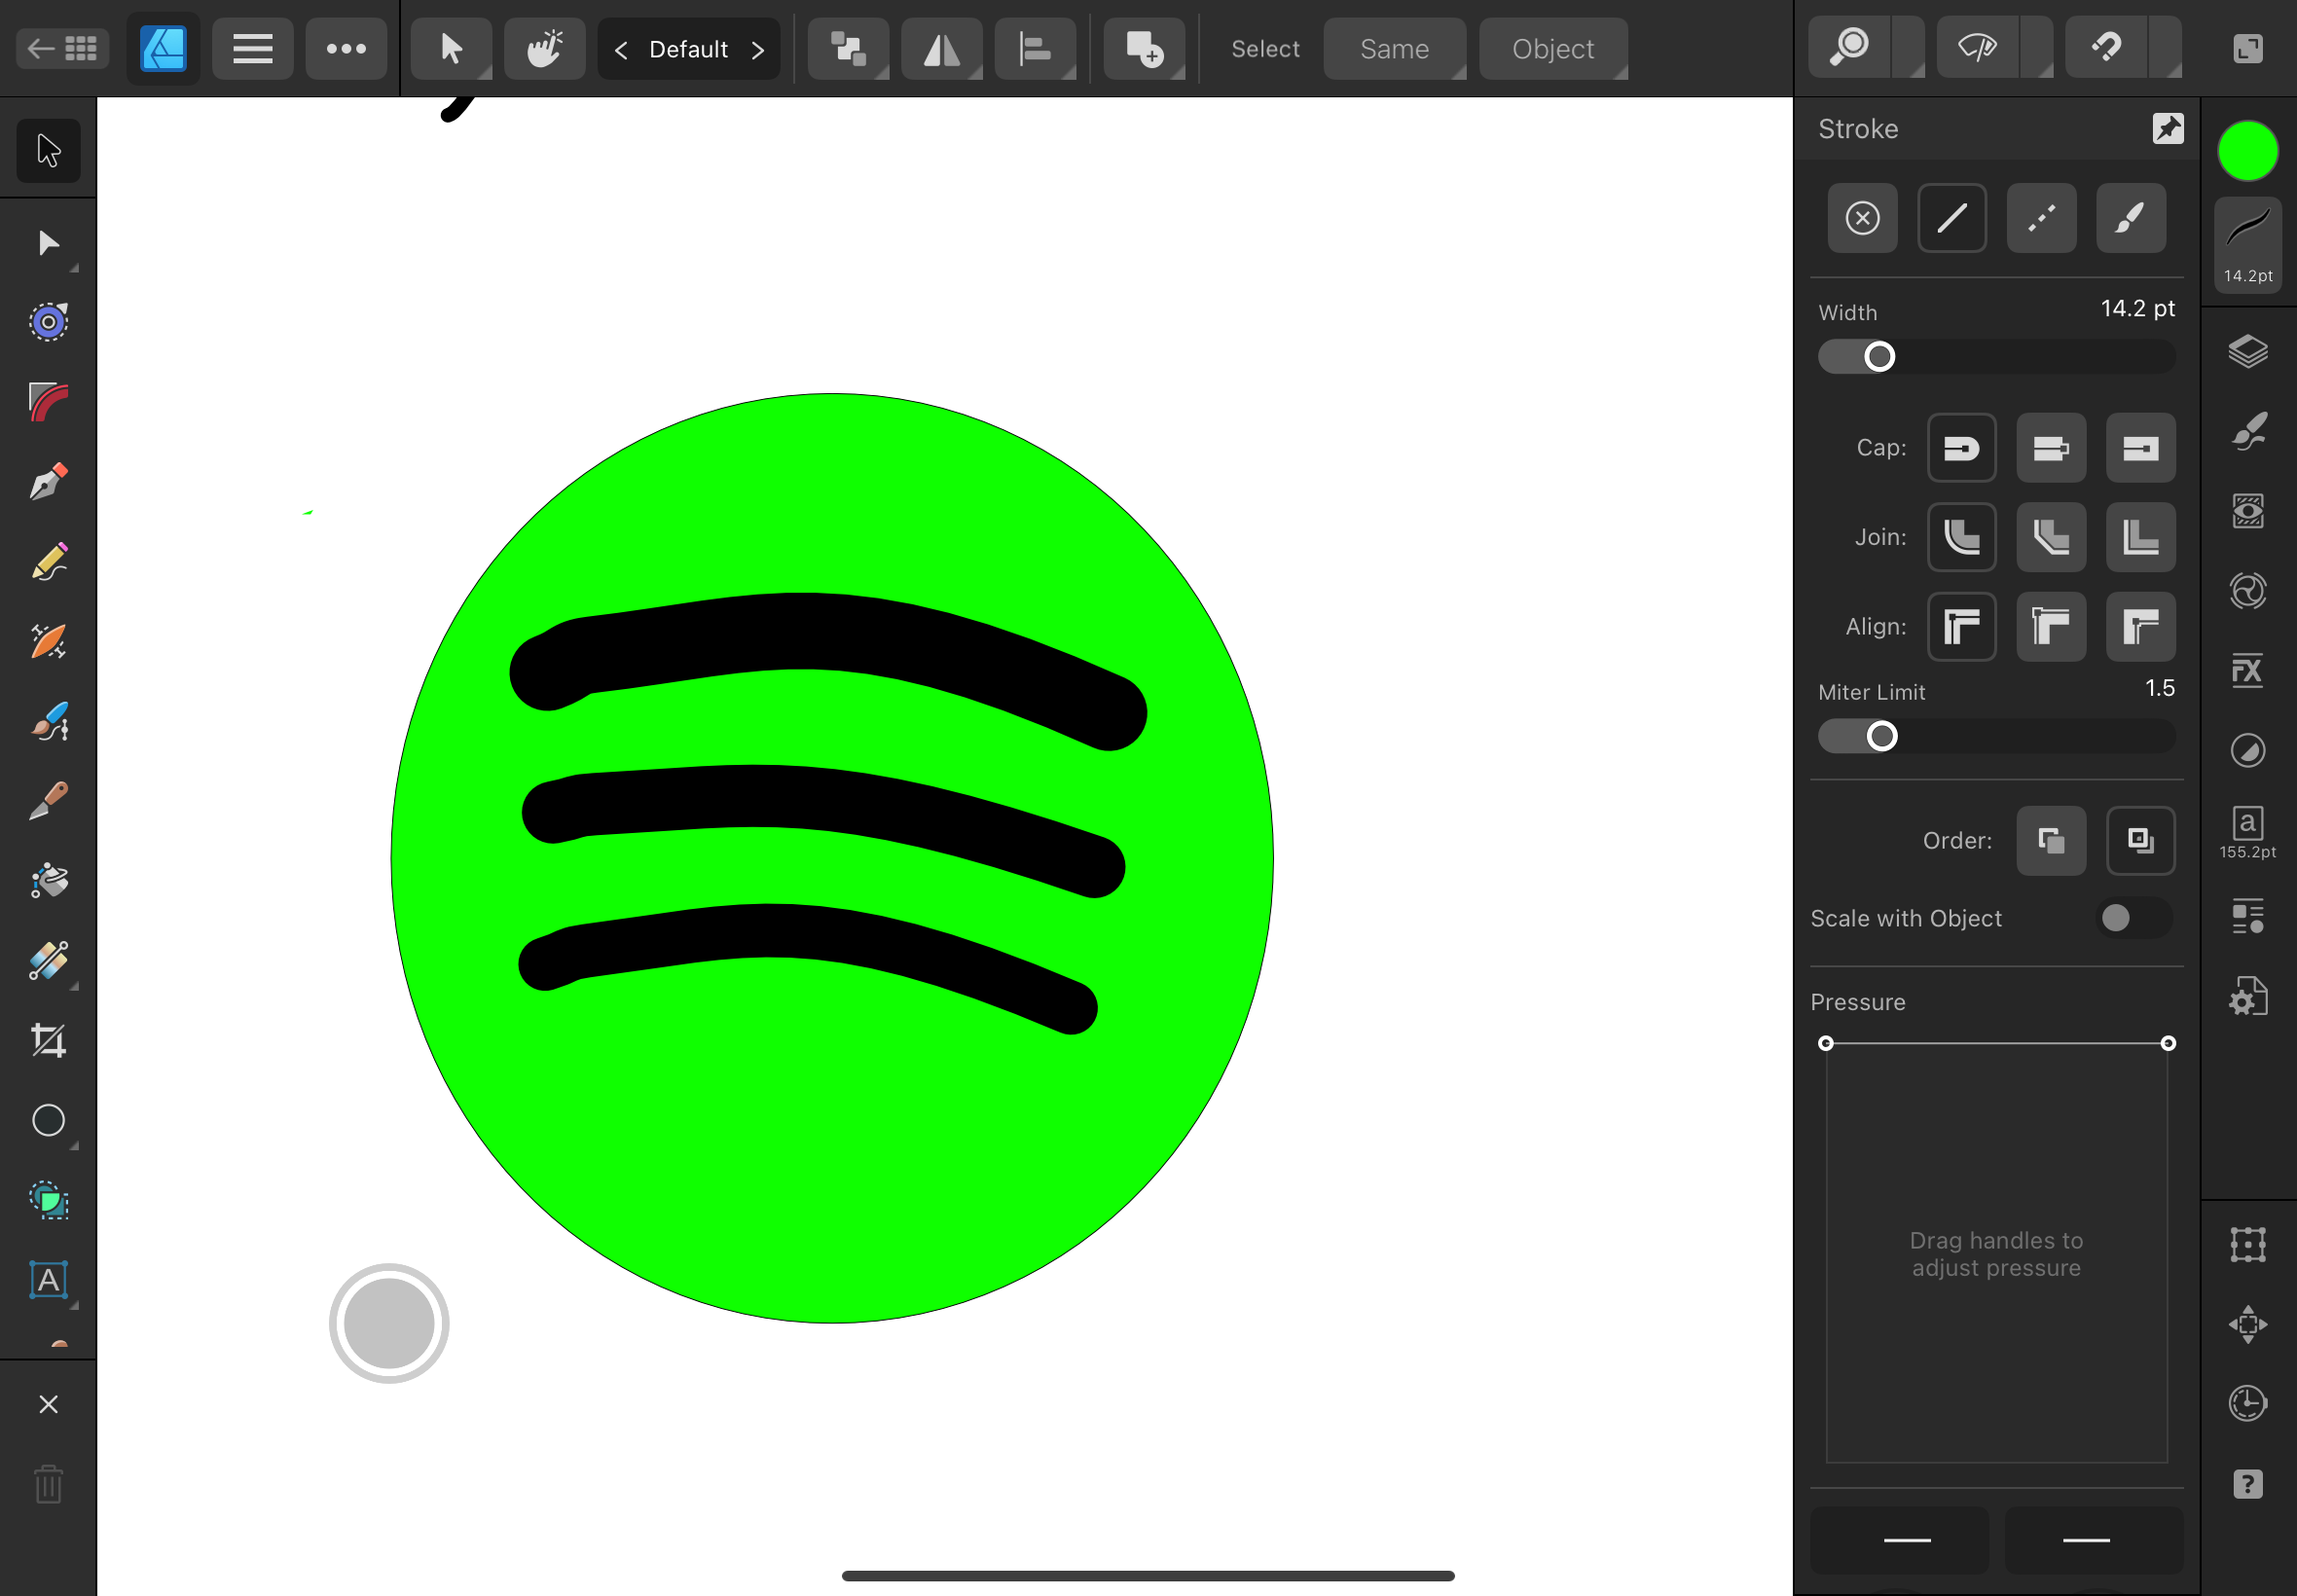 Default
Select
Same
Object
Stroke
14.2pt
Width
14.2 pt
Cap:
Join:
Align:
Miter Limit
1.5
Order:
a
155.2pt
FX
Scale with Object
Pressure
Drag handles to
adjust pressure
A
?